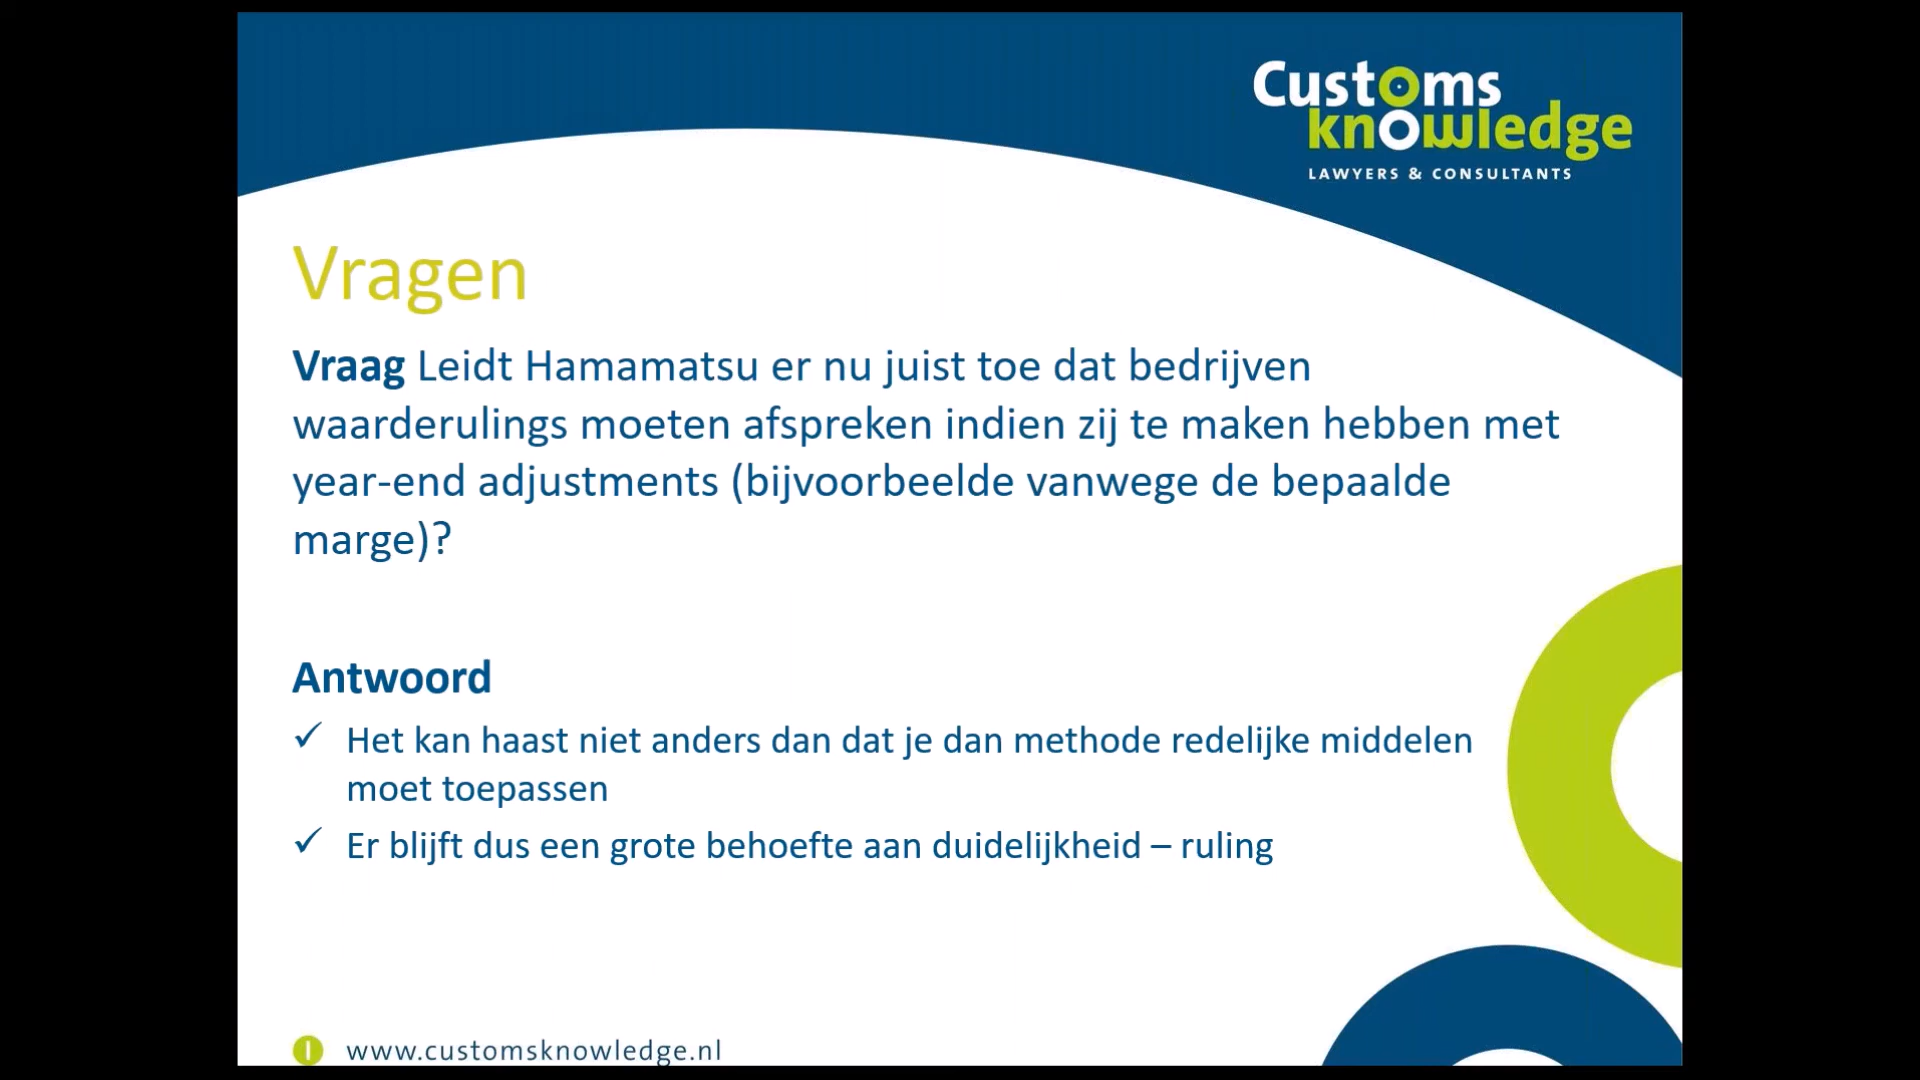 Customs
knowledge
LAWYERS & CONSULTANTS
Vragen
Vraag Leidt Hamamatsu er nu juist toe dat bedrijven
waarderulings moeten afspreken indien zij te maken hebben met
year-end adjustments (bijvoorbeelde vanwege de bepaalde
marge)?
Antwoord
✓ Het kan haast niet anders dan dat je dan methode redelijke middelen
moet toepassen
✓ Er blijft dus een grote behoefte aan duidelijkheid – ruling
www.customsknowledge.nl